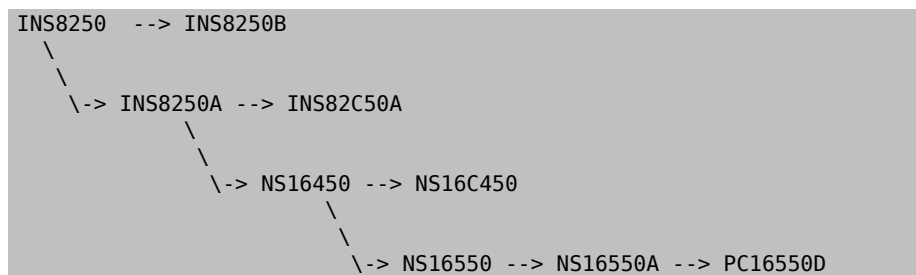 INS8250  --> INS8250B
  \
   \
    \-> INS8250A --> INS82C50A
            \
             \
              \-> NS16450 --> NS16C450
                      \
                       \
                        \-> NS16550 --> NS16550A --> PC16550D